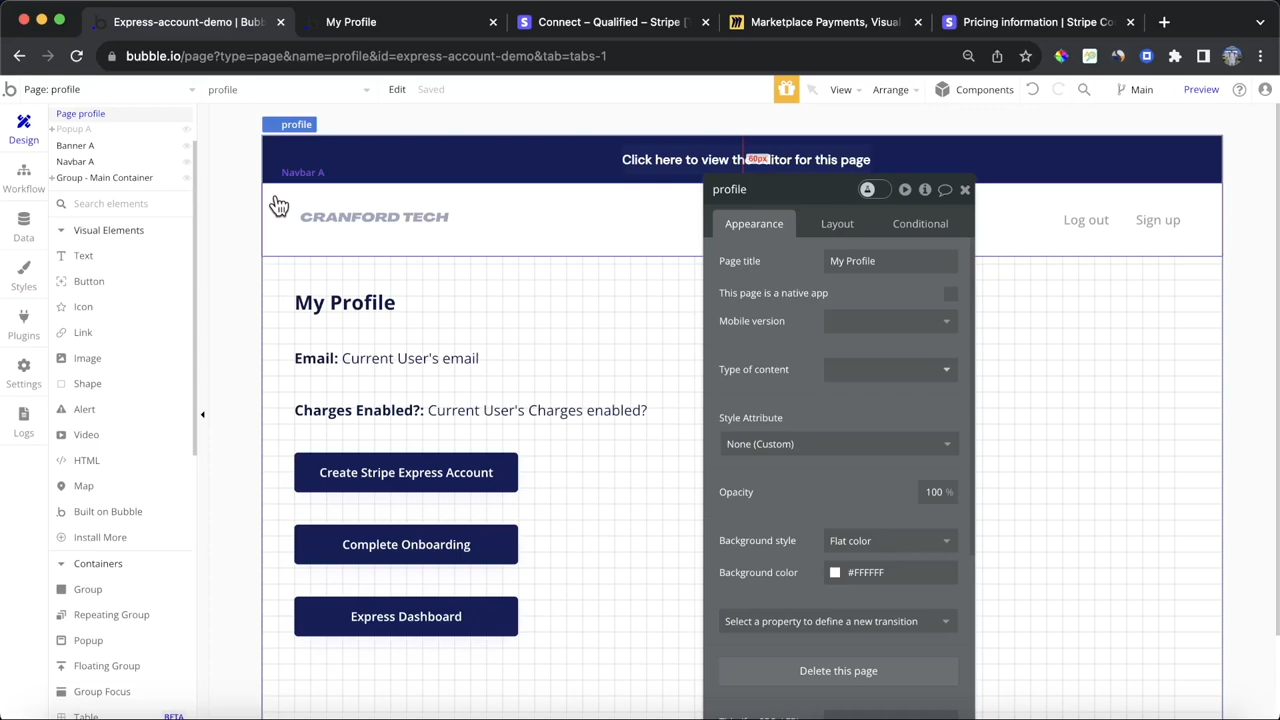 Express-account-demo | Bubb
My Profile
Connect – Qualified – Stripe [
Marketplace Payments, Visual
Pricing information | Stripe Co
bubble.io/page?type=page&name=profile&id=express-account-demo&tab=tabs-1
Page: profile
profile
Edit
Saved
View
Arrange
Components
Main
Preview
Design
Workflow
Data
Styles
Plugins
Settings
Logs
Page profile
Popup A
Banner A
Navbar A
Group - Main Container
Search elements
Visual Elements
Text
Button
Icon
Link
Image
Shape
Alert
Video
HTML
Map
Built on Bubble
Install More
Containers
Group
Repeating Group
Popup
Floating Group
Group Focus
Table
BETA
profile
Click here to view the editor for this page
60px
Navbar A
CRANFORD TECH
Log out
Sign up
My Profile
Email: Current User's email
Charges Enabled?: Current User's Charges enabled?
Create Stripe Express Account
Complete Onboarding
Express Dashboard
profile
Appearance
Layout
Conditional
Page title
My Profile
This page is a native app
Mobile version
Type of content
Style Attribute
None (Custom)
Opacity
100 %
Background style
Flat color
Background color
#FFFFFF
Select a property to define a new transition
Delete this page